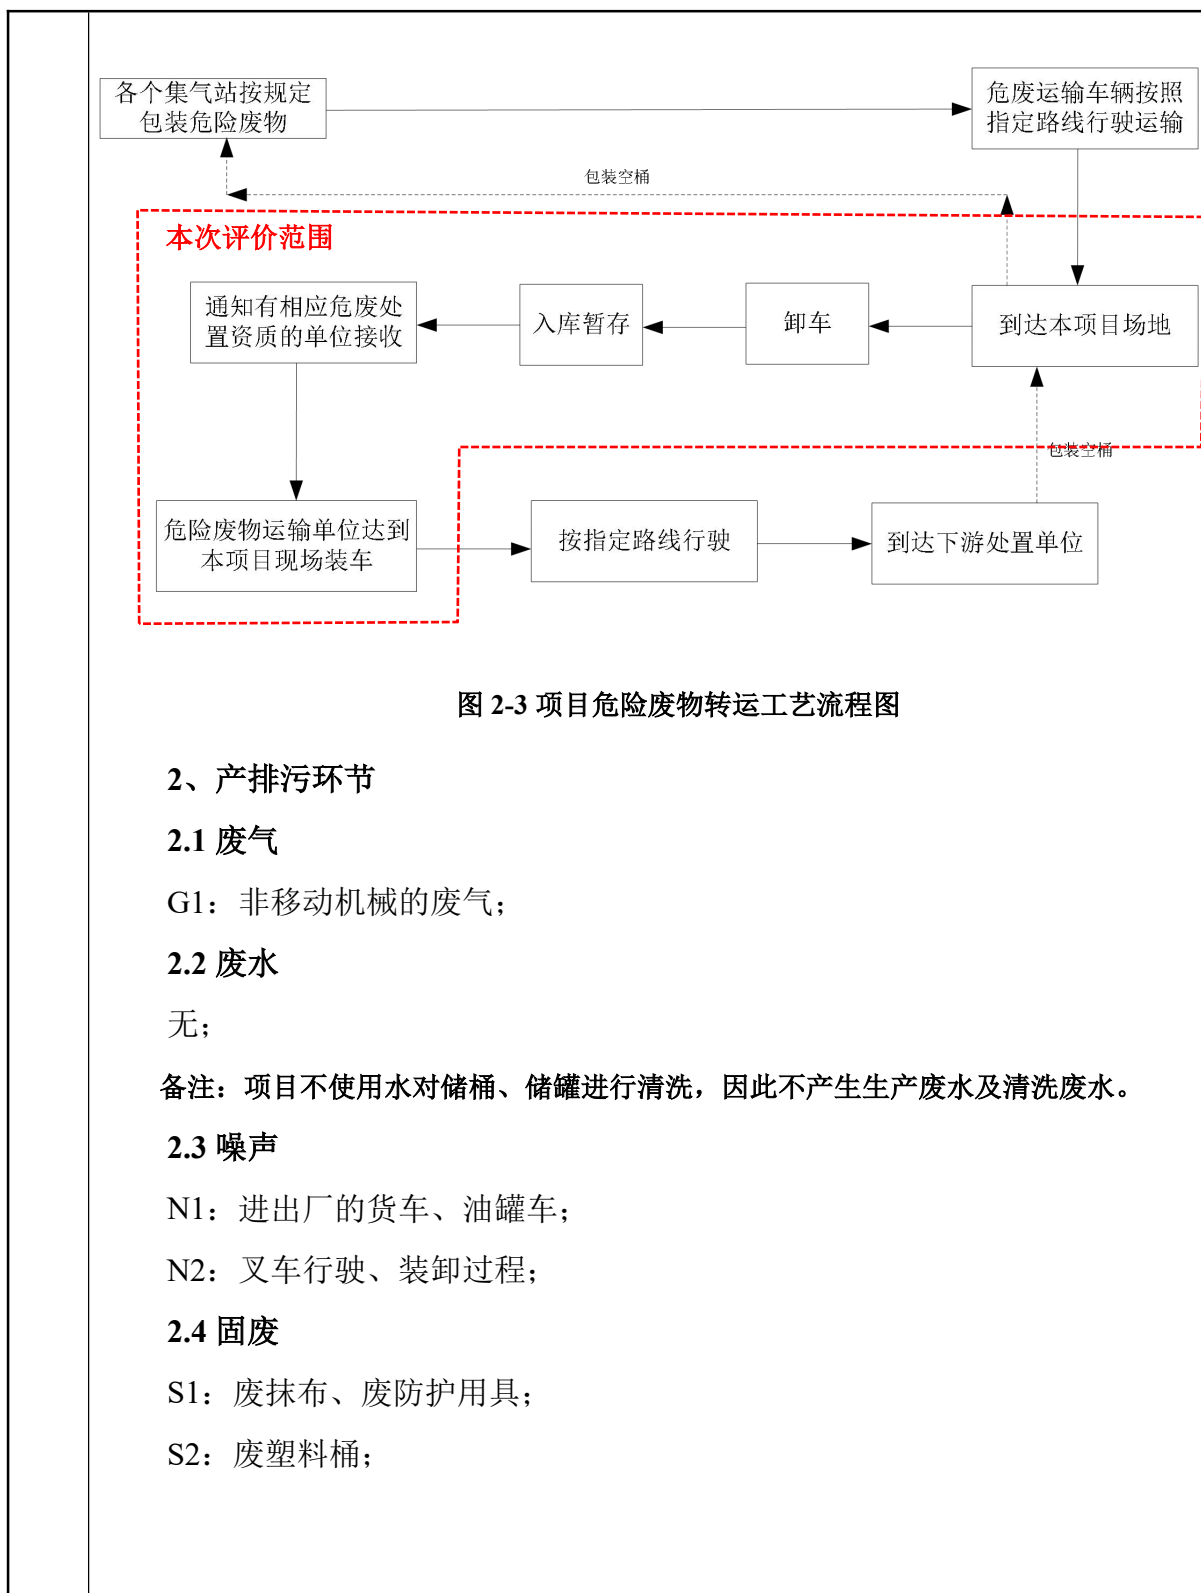 各个集气站按规定
包装危险废物
危废运输车辆按照
指定路线行驶运输
包装空桶
本次评价范围
通知有相应危废处
置资质的单位接收
入库暂存
卸车
到达本项目场地
包装空桶
危险废物运输单位达到
本项目现场装车
按指定路线行驶
到达下游处置单位
图 2-3 项目危险废物转运工艺流程图
2、产排污环节
2.1 废气
G1：非移动机械的废气；
2.2 废水
无；
备注：项目不使用水对储桶、储罐进行清洗，因此不产生生产废水及清洗废水。
2.3 噪声
N1：进出厂的货车、油罐车；
N2：叉车行驶、装卸过程；
2.4 固废
S1：废抹布、废防护用具；
S2：废塑料桶；